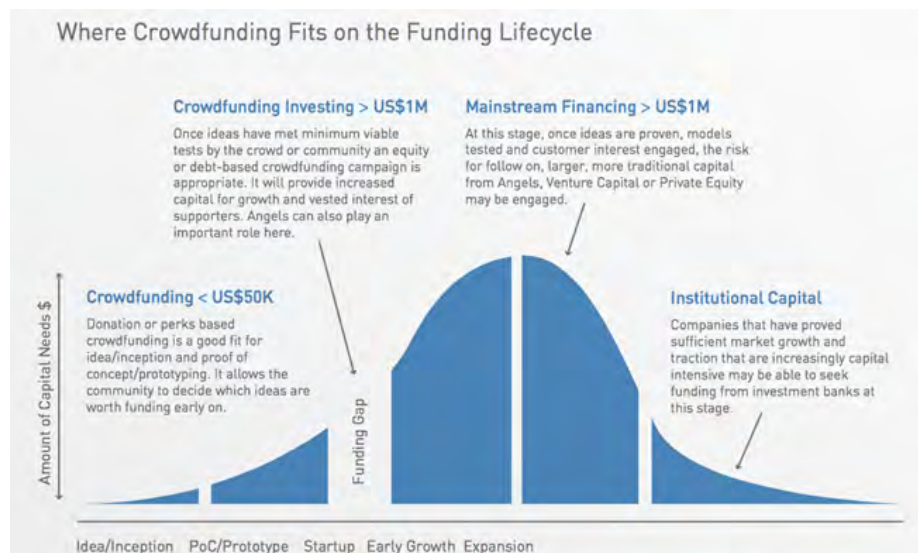 Where Crowdfunding Fits on the Funding Lifecycle
Crowdfunding Investing > US$1M
Once ideas have met minimum viable
tests by the crowd or community an equity
or debt-based crowdfunding campaign is
appropriate. It will provide increased
capital for growth and vested interest of
supporters. Angels can also play an
important role here.
Mainstream Financing > US$1M
At this stage, once ideas are proven, models
tested and customer interest engaged, the risk
for follow on, larger, more traditional capital
from Angels, Venture Capital or Private Equity
may be engaged.
Crowdfunding < US$50K
Donation or perks based
crowdfunding is a good fit for
idea/inception and proof of
concept/prototyping. It allows the
community to decide which ideas are
worth funding early on.
Institutional Capital
Companies that have proved
sufficient market growth and
traction that are increasingly capital
intensive may be able to seek
funding from investment banks at
this stage
Amount of Capital Needs $
Funding Gap
Idea/Inception PoC/Prototype Startup Early Growth Expansion